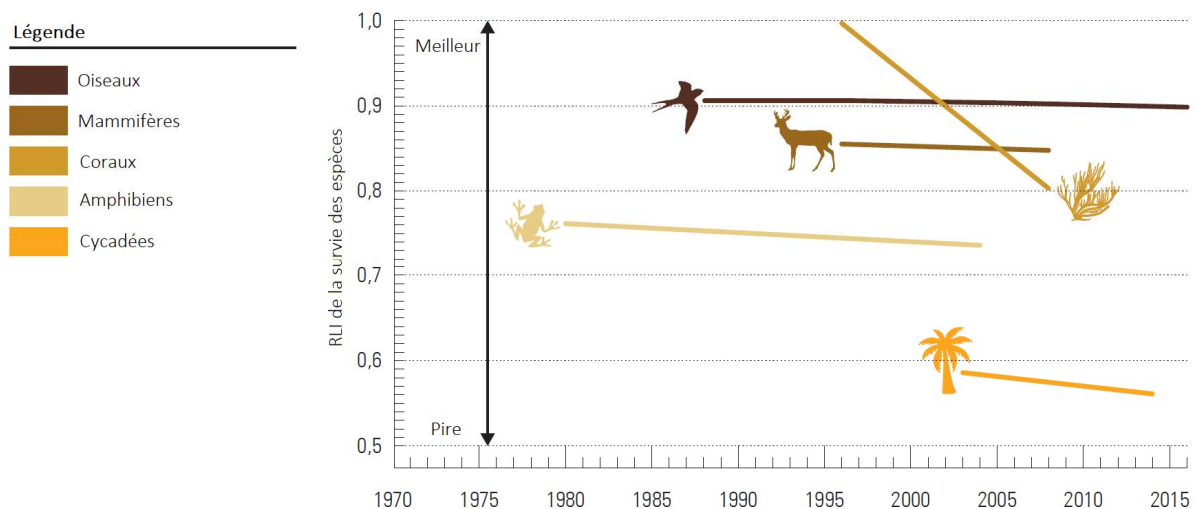 Légende
Oiseaux
Mammifères
Coraux
Amphibiens
Cycadées
RLI de la survie des espèces
1,0
0,9
0,8
0,7
0,6
0,5
Meilleur
Pire
1970 1975 1980 1985 1990 1995 2000 2005 2010 2015